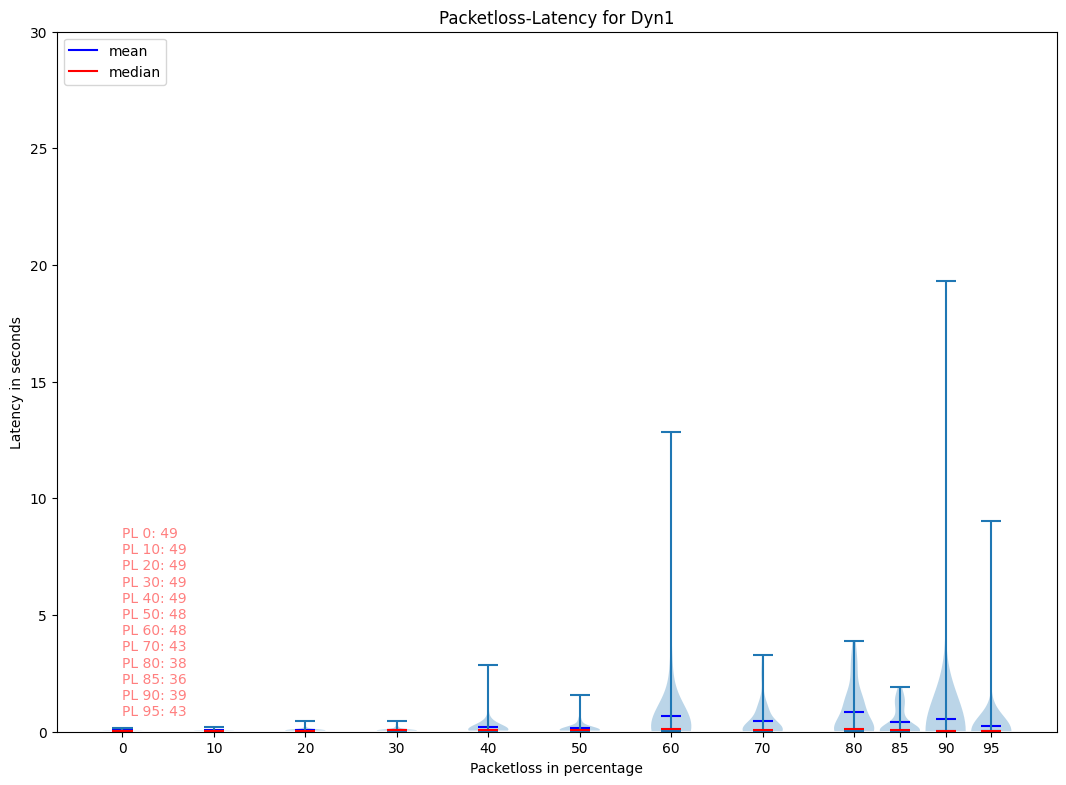 Packetloss-Latency for Dyn1
mean
median
30
25
20
15
10
5
0
Latency in seconds
PL 0: 49
PL 10: 49
PL 20: 49
PL 30: 49
PL 40: 49
PL 50: 48
PL 60: 48
PL 70: 43
PL 80: 38
PL 85: 36
PL 90: 39
PL 95: 43
0 10 20 30 40 50 60 70 80 85 90 95
Packetloss in percentage